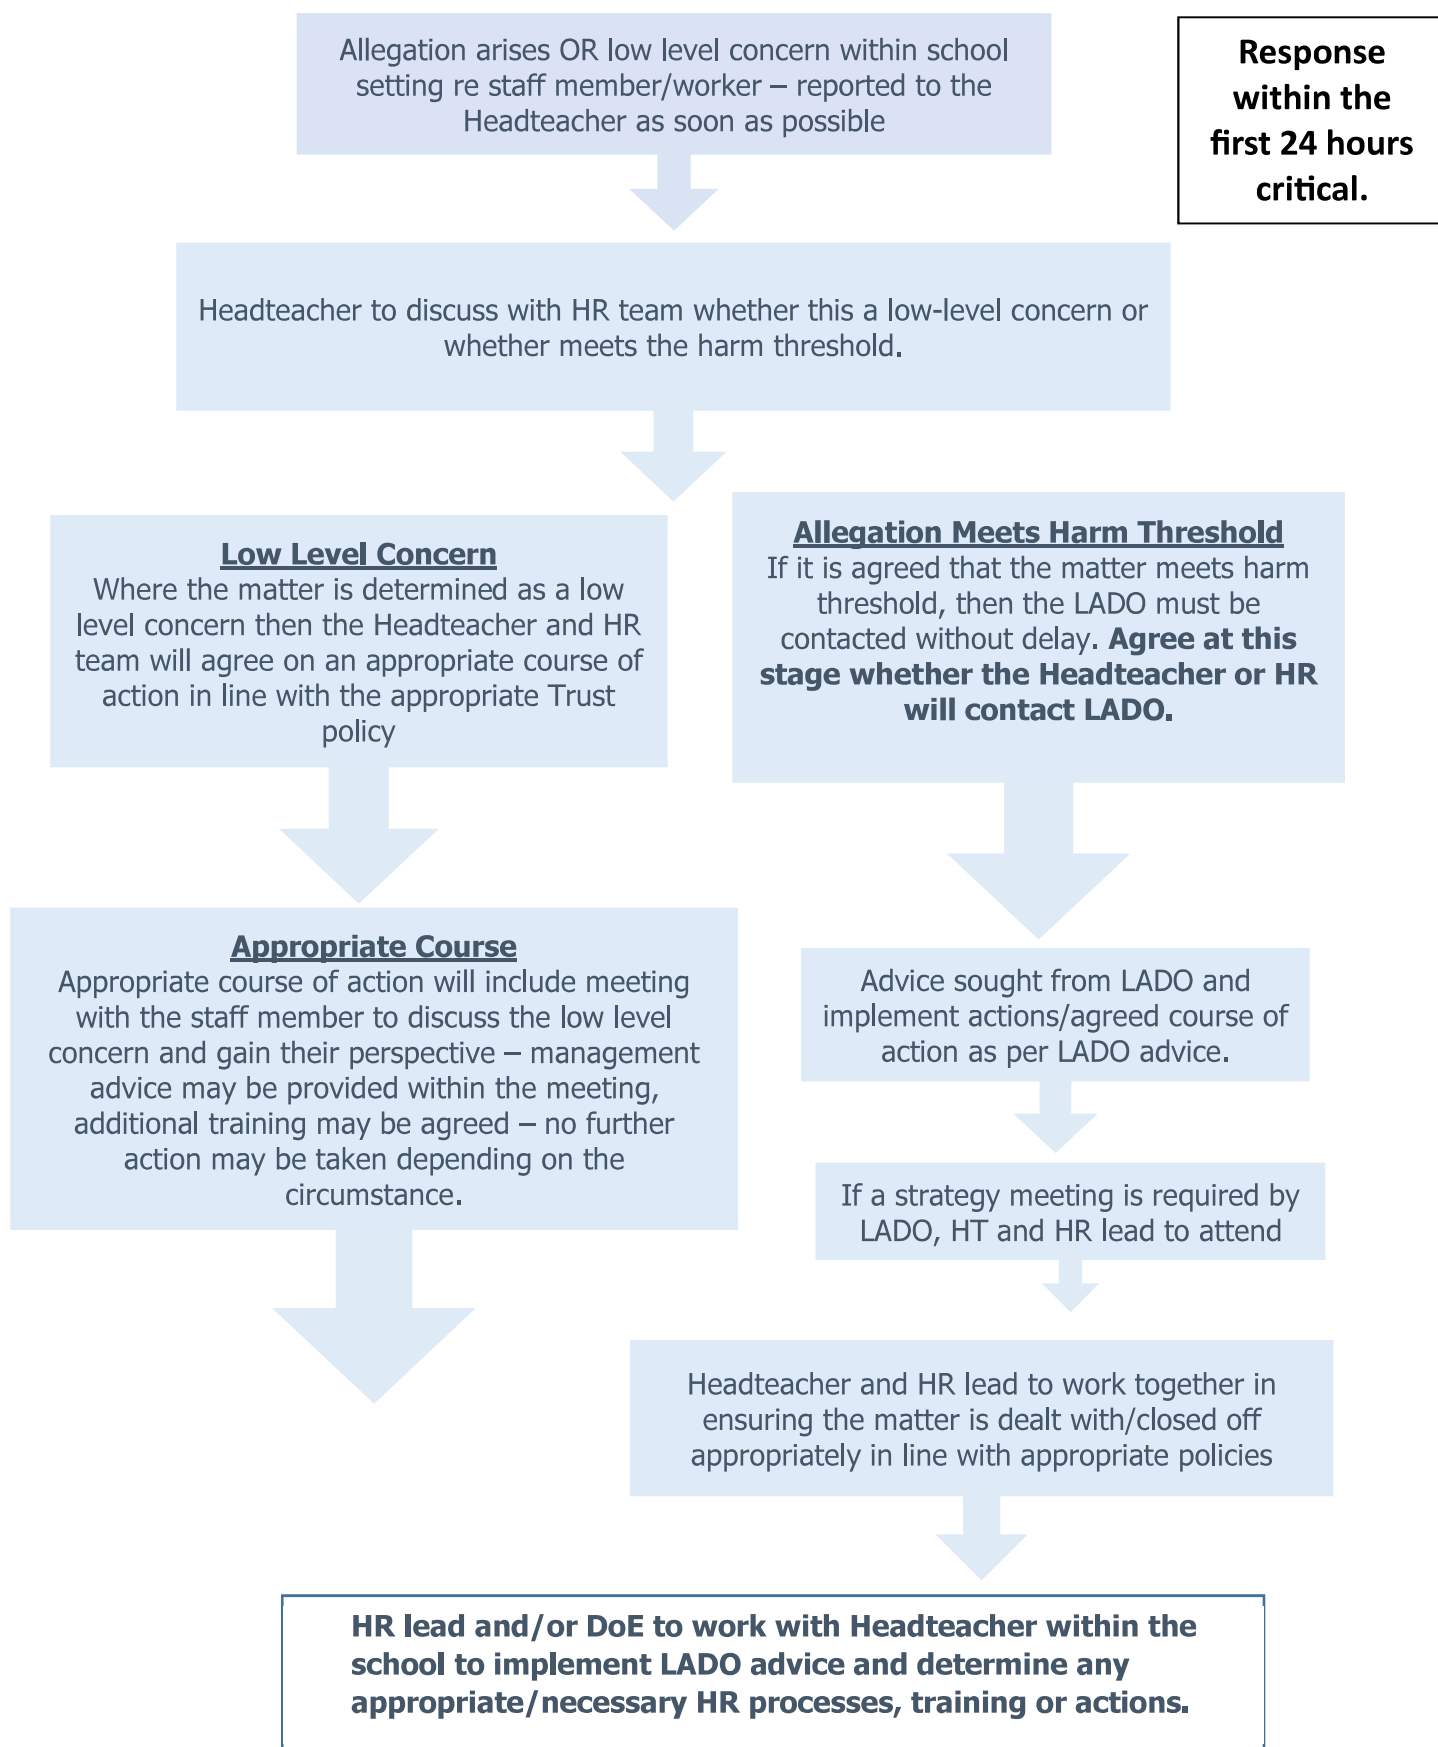 Allegation arises OR low level concern within school
setting re staff member/worker – reported to the
Headteacher as soon as possible
Response
within the
first 24 hours
critical.
Headteacher to discuss with HR team whether this a low-level concern or
whether meets the harm threshold.
Low Level Concern
Where the matter is determined as a low
level concern then the Headteacher and HR
team will agree on an appropriate course of
action in line with the appropriate Trust
policy
Allegation Meets Harm Threshold
If it is agreed that the matter meets harm
threshold, then the LADO must be
contacted without delay. Agree at this
stage whether the Headteacher or HR
will contact LADO.
Appropriate Course
Appropriate course of action will include meeting
with the staff member to discuss the low level
concern and gain their perspective – management
advice may be provided within the meeting,
additional training may be agreed – no further
action may be taken depending on the
circumstance.
Advice sought from LADO and
implement actions/agreed course of
action as per LADO advice.
If a strategy meeting is required by
LADO, HT and HR lead to attend
Headteacher and HR lead to work together in
ensuring the matter is dealt with/closed off
appropriately in line with appropriate policies
HR lead and/or DoE to work with Headteacher within the
school to implement LADO advice and determine any
appropriate/necessary HR processes, training or actions.